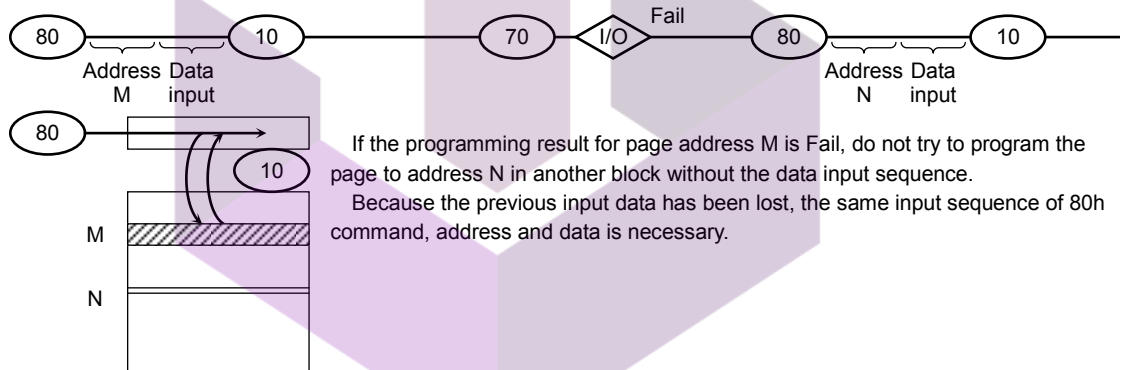 Fail
80 10 70 I/O 80 10
Address Data Address Data
M input N input
80
If the programming result for page address M is Fail, do not try to program the
10
page to address N in another block without the data input sequence.
Because the previous input data has been lost, the same input sequence of 80h
M
command, address and data is necessary.
N